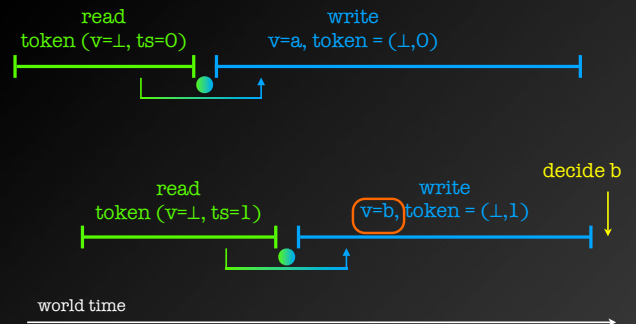 read
token (v=⊥, ts=0)
write
v=a, token = (⊥,0)
decide b
read
token (v=⊥, ts=1)
write
v=b, token = (⊥,1)
world time